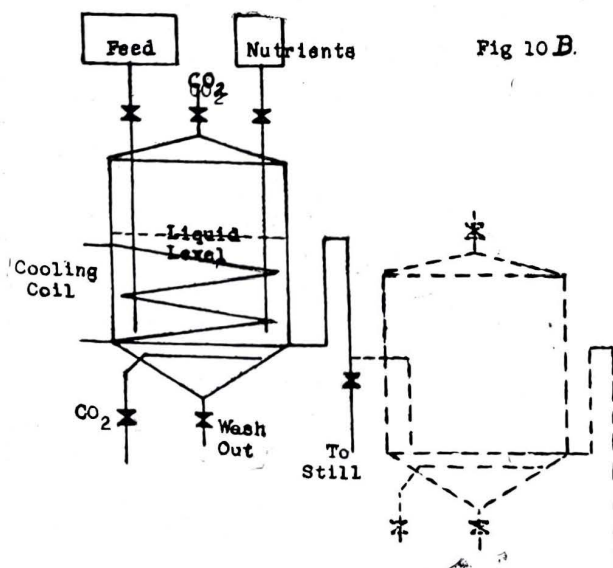 Feed
Nutrients
Fig 10 B.
CO2
Liquid
Level
Cooling
Coil
CO2
Wash
Out
To
Still